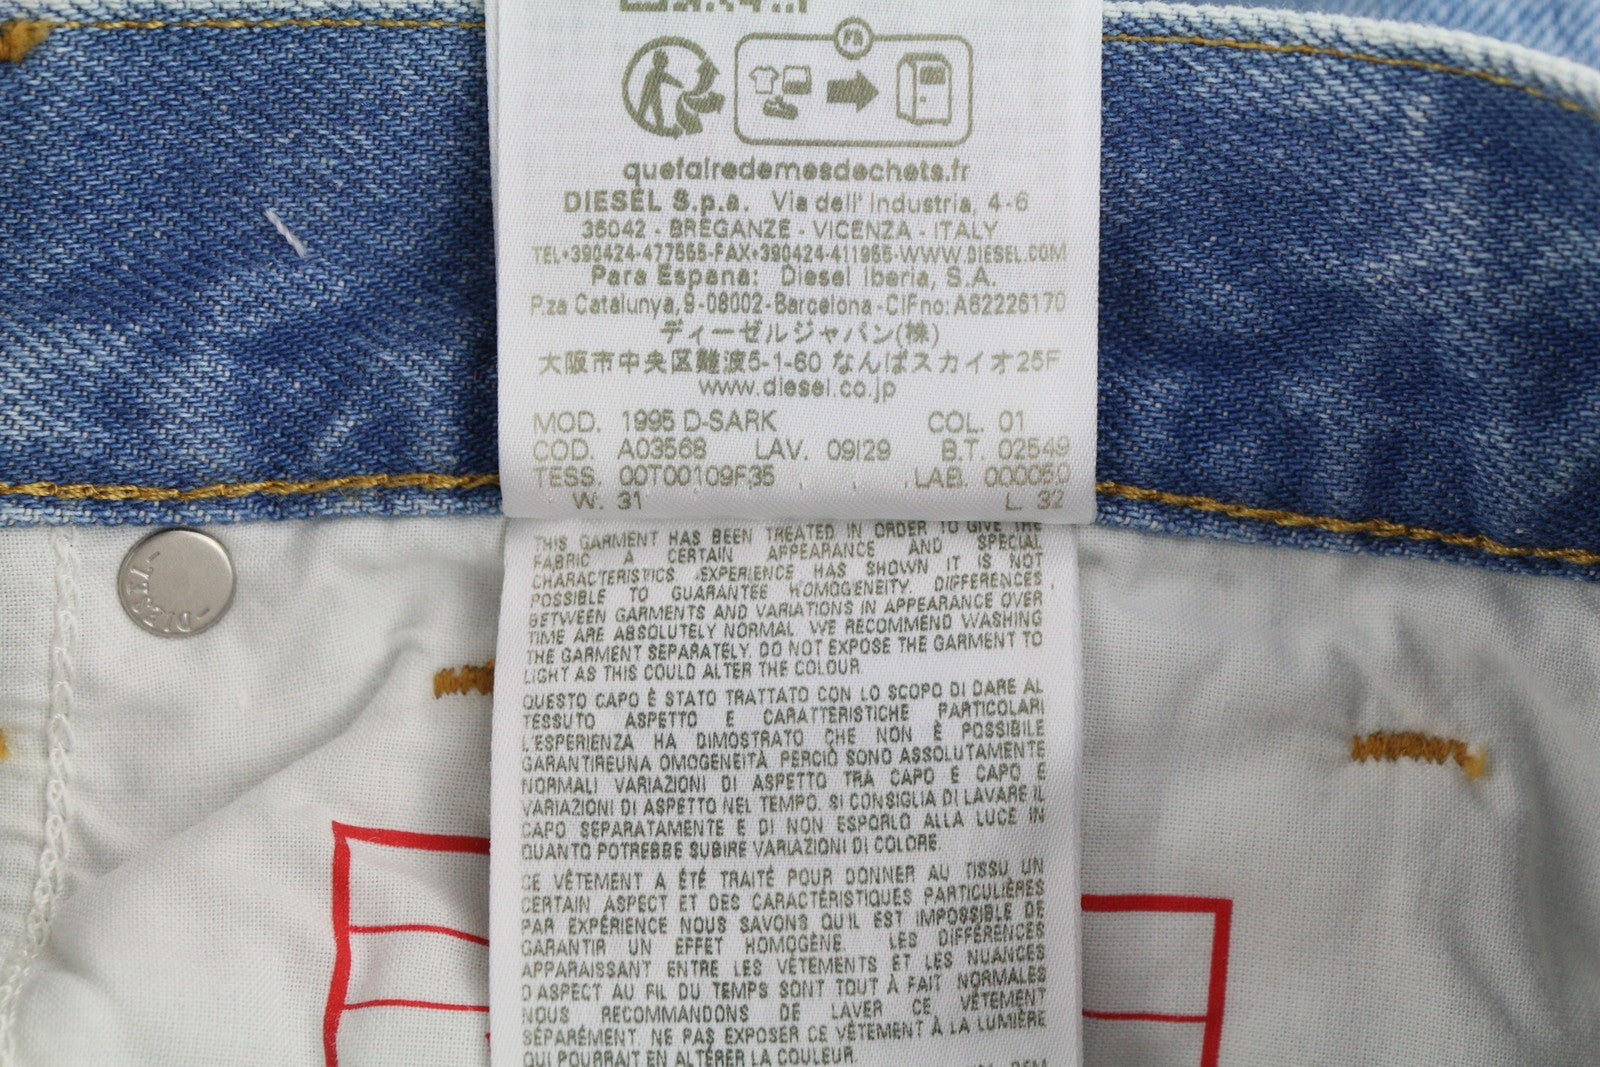 FR
quefairedemesdechets.fr
DIESEL S.p.a. Via dell' Industria, 4-6
36042 - BREGANZE - VICENZA - ITALY
TEL+390424-477555-FAX+390424-411955-WWW.DIESEL.COM
Para Espana: Diesel Iberia, S.A.
P.za Catalunya,9-08002-Barcelona-CIFno:A62226170
ディーゼルジャパン(株)
大阪市中央区難波5-1-60 なんばスカイオ25F
www.diesel.co.jp
MOD. 1995 D-SARK COL. 01
COD. A03568 LAV. 09I29 B.T. 02549
TESS. 00T00109F35 LAB. 000050
W. 31 L. 32
THIS GARMENT HAS BEEN TREATED IN ORDER TO GIVE THE
FABRIC A CERTAIN APPEARANCE AND SPECIAL
CHARACTERISTICS .EXPERIENCE HAS SHOWN IT IS NOT
POSSIBLE TO GUARANTEE HOMOGENEITY. DIFFERENCES
BETWEEN GARMENTS AND VARIATIONS IN APPEARANCE OVER
TIME ARE ABSOLUTELY NORMAL. WE RECOMMEND WASHING
THE GARMENT SEPARATELY. DO NOT EXPOSE THE GARMENT TO
LIGHT AS THIS COULD ALTER THE COLOUR.
QUESTO CAPO È STATO TRATTATO CON LO SCOPO DI DARE AL
TESSUTO ASPETTO E CARATTERISTICHE PARTICOLARI
L'ESPERIENZA HA DIMOSTRATO CHE NON È POSSIBILE
GARANTIREUNA OMOGENEITÀ. PERCIÒ SONO ASSOLUTAMENTE
NORMALI VARIAZIONI DI ASPETTO TRA CAPO E CAPO E
VARIAZIONI DI ASPETTO NEL TEMPO. SI CONSIGLIA DI LAVARE IL
CAPO SEPARATAMENTE E DI NON ESPORLO ALLA LUCE IN
QUANTO POTREBBE SUBIRE VARIAZIONI DI COLORE.
CE VÊTEMENT A ÉTÉ TRAITÉ POUR DONNER AU TISSU UN
CERTAIN ASPECT ET DES CARACTÉRISTIQUES PARTICULIÈRES
PAR EXPÉRIENCE NOUS SAVONS QU'IL EST IMPOSSIBLE DE
GARANTIR UN EFFET HOMOGÈNE. LES DIFFÉRENCES
APPARAISSANT ENTRE LES VÊTEMENTS ET LES NUANCES
D'ASPECT AU FIL DU TEMPS SONT TOUT À FAIT NORMALES
NOUS RECOMMANDONS DE LAVER CE VÊTEMENT
SÉPARÉMENT. NE PAS EXPOSER CE VÊTEMENT À LA LUMIÈRE
QUI POURRAIT EN ALTÉRER LA COULEUR.
DIESEL